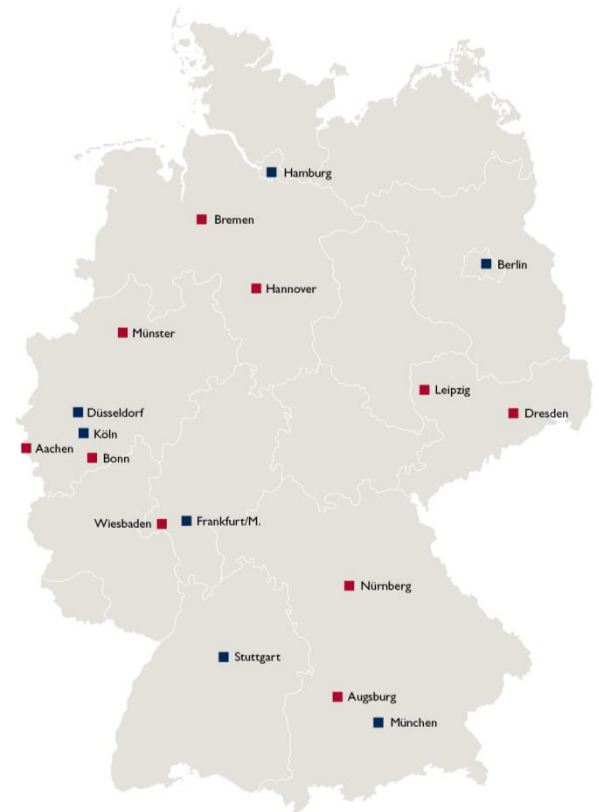 Hamburg
Bremen
Berlin
Hannover
Münster
Leipzig
Düsseldorf
Dresden
Köln
Aachen
Bonn
Wiesbaden
Frankfurt/M.
Nürnberg
Stuttgart
Augsburg
München